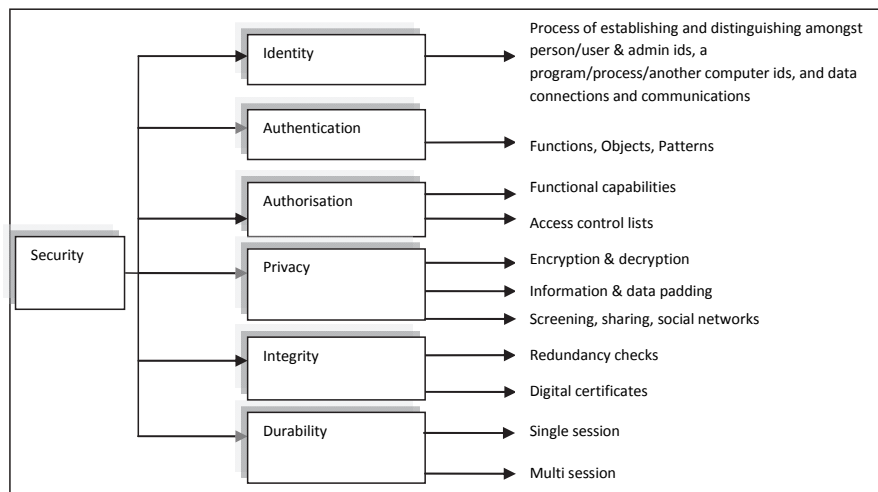 Security
Identity
Process of establishing and distinguishing amongst
person/user & admin ids, a
program/process/another computer ids, and data
connections and communications
Authentication
Functions, Objects, Patterns
Authorisation
Functional capabilities
Access control lists
Privacy
Encryption & decryption
Information & data padding
Screening, sharing, social networks
Integrity
Redundancy checks
Digital certificates
Durability
Single session
Multi session